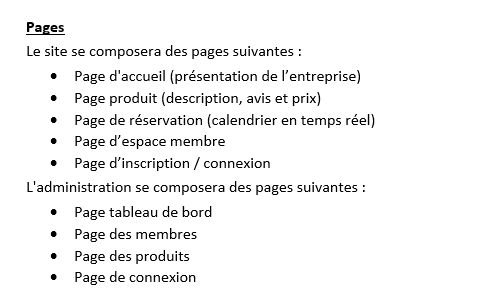 Pages
Le site se composera des pages suivantes :
• Page d'accueil (présentation de l’entreprise)
• Page produit (description, avis et prix)
• Page de réservation (calendrier en temps réel)
• Page d’espace membre
• Page d’inscription / connexion
L'administration se composera des pages suivantes :
• Page tableau de bord
• Page des membres
• Page des produits
• Page de connexion